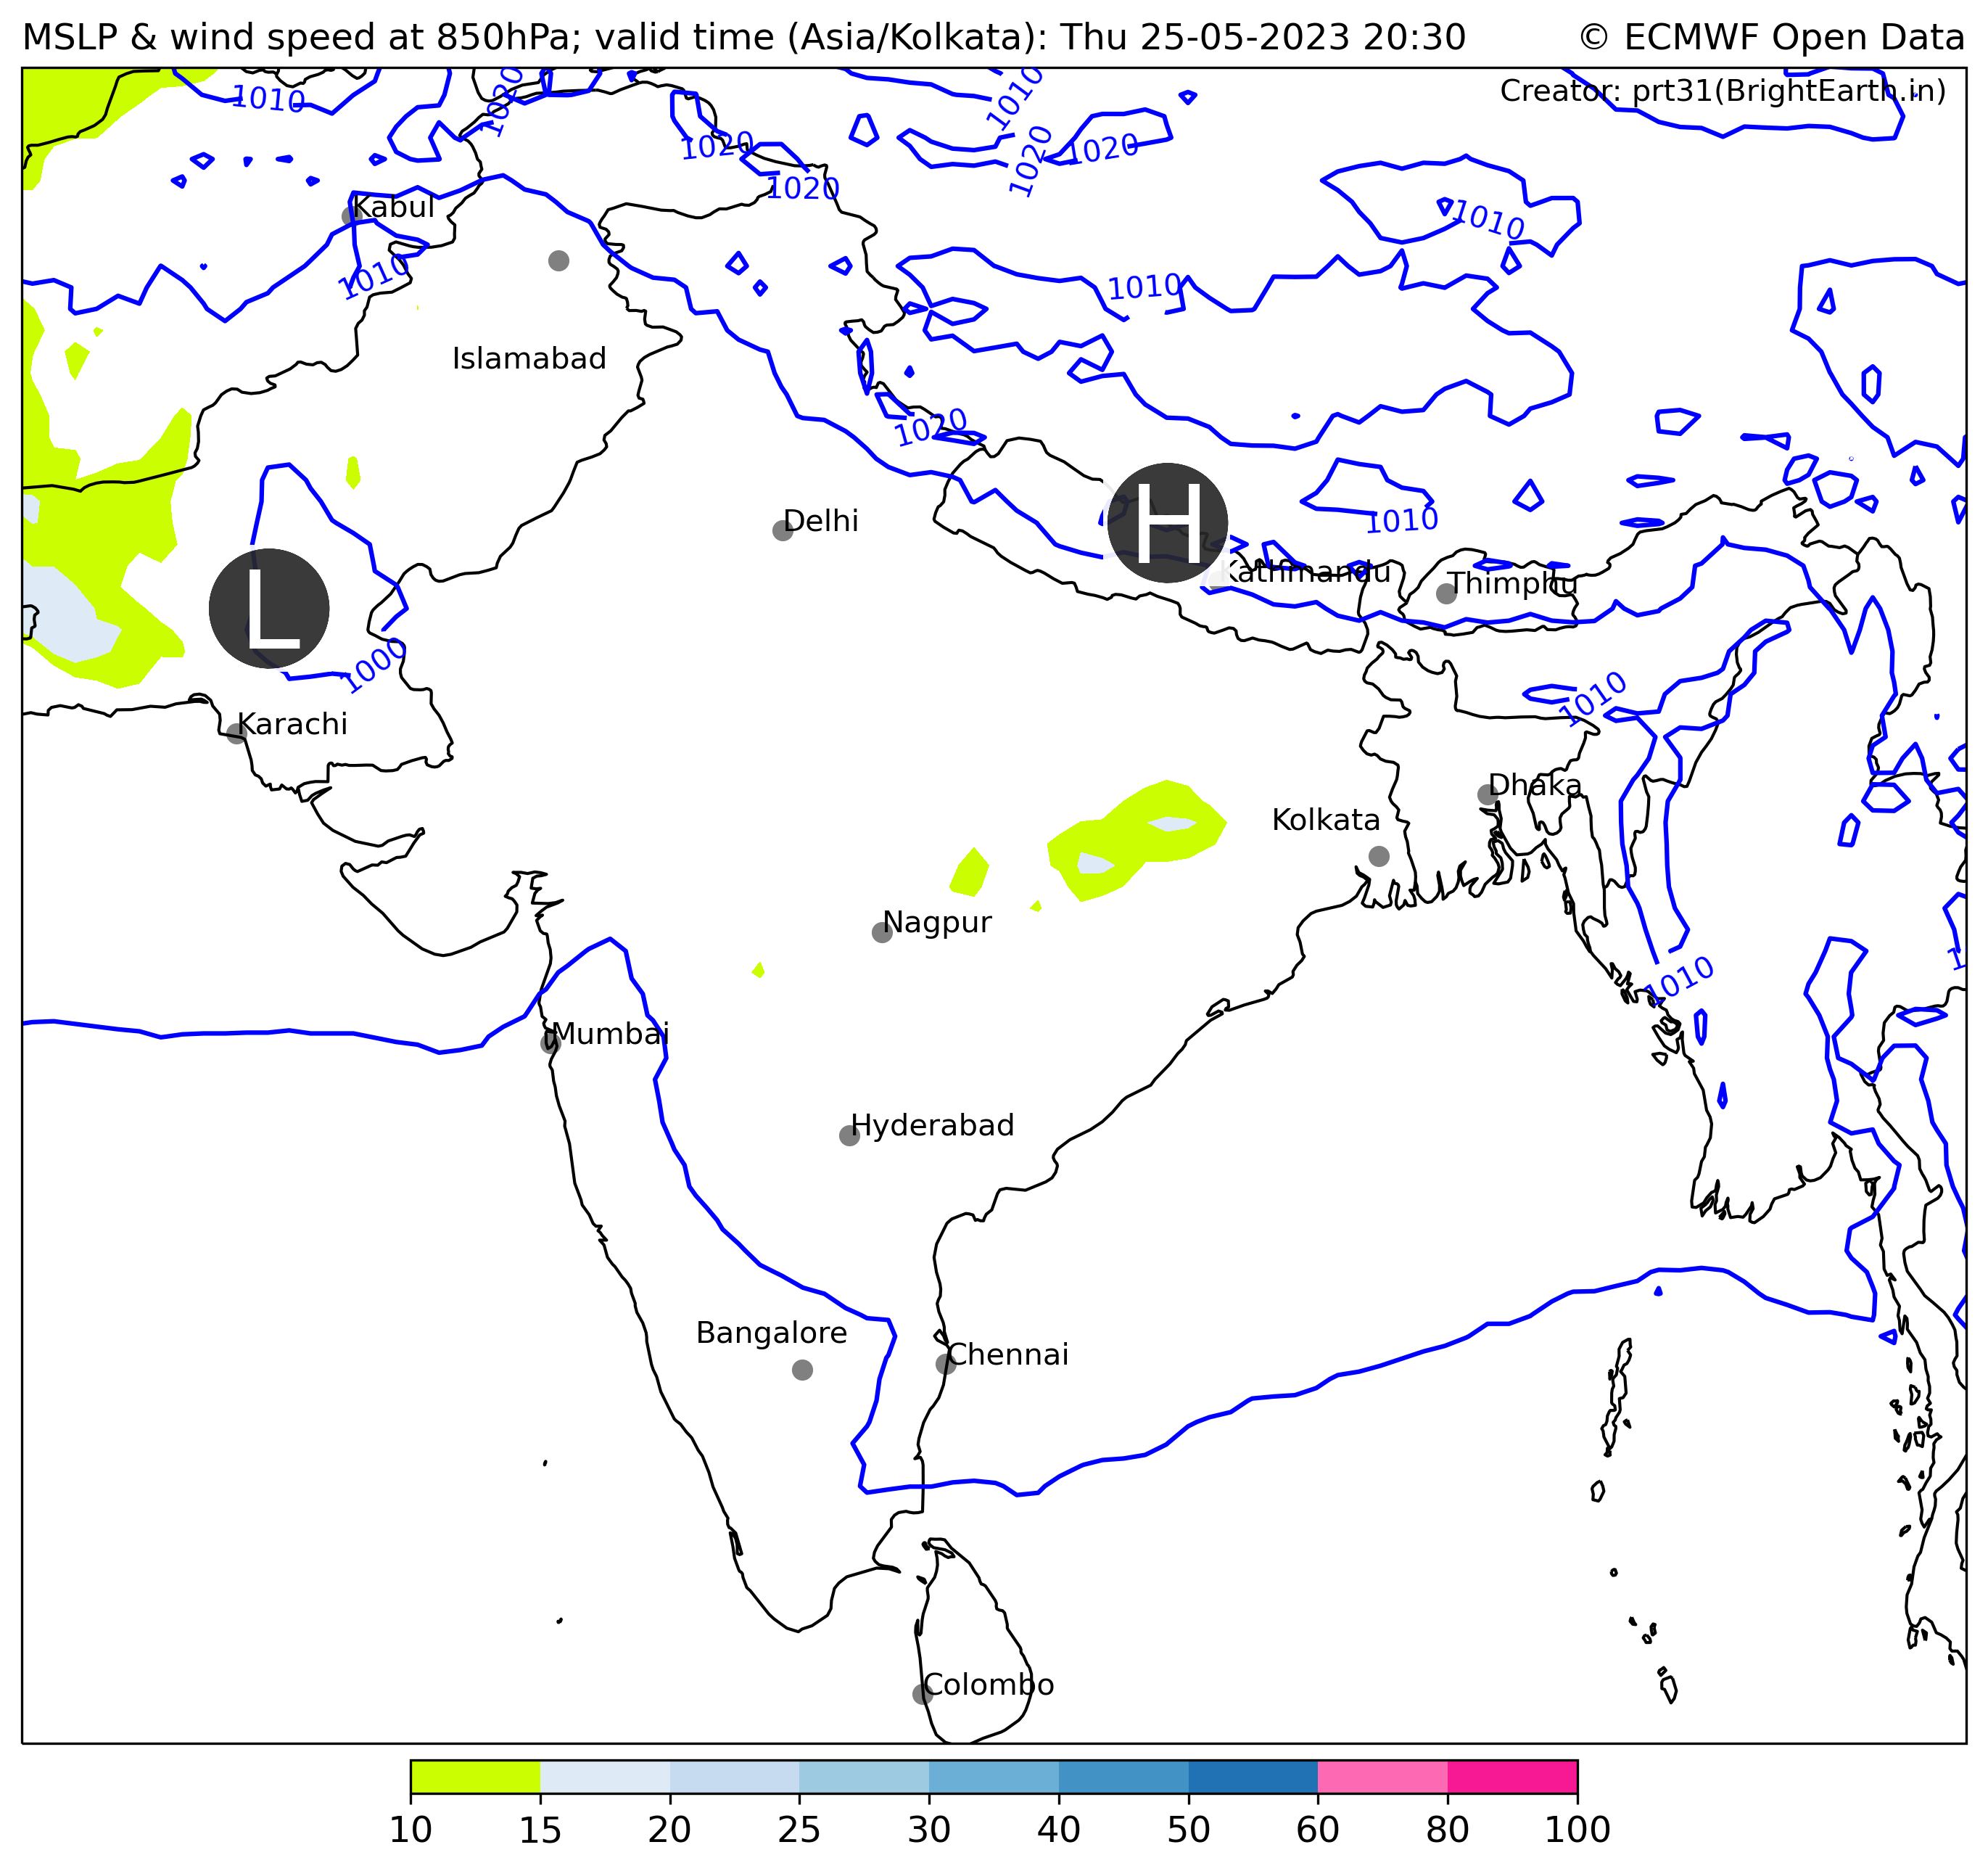 MSLP & wind speed at 850hPa; valid time (Asia/Kolkata): Thu 25-05-2023 20:30 © ECMWF Open Data
Creator: prt31(BrightEarth.in)
1010
1020
1010
1020
1020
1020
1020
Kabul
1010
1010
1010
Islamabad
1020
H
Delhi
1010
Kathmandu
Thimphu
L
1000
1010
Karachi
Dhaka
Kolkata
Nagpur
1010
Mumbai
Hyderabad
Bangalore
Chennai
Colombo
10 15 20 25 30 40 50 60 80 100